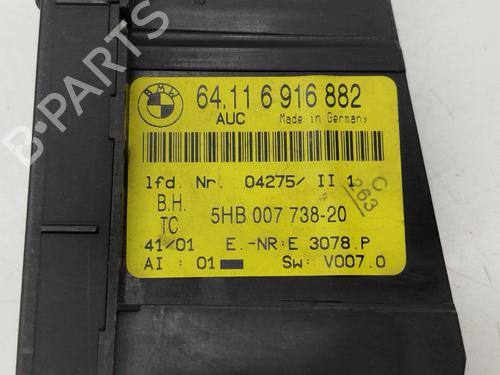 BMW
64.11 6 916 882
AUC Made in Germany
lfd. Nr. 04275/ II 1
C
263
B.H. 5HB 007 738-20
TC
41/01 E.-NR:E 3078.P
AI : 01 Sw: V007.0
B-PARTS